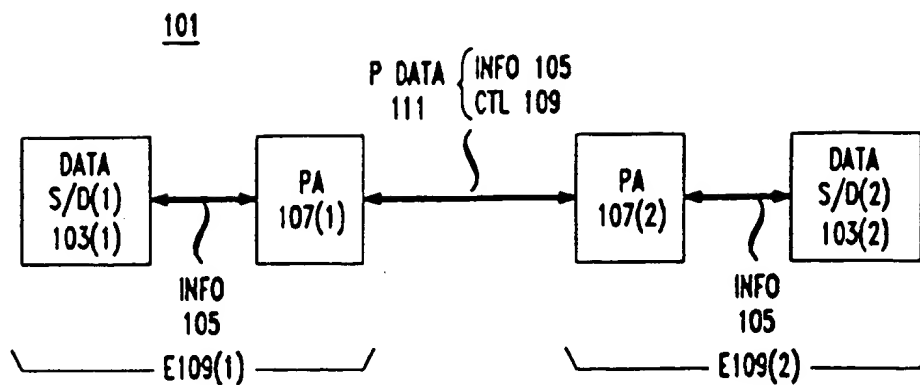 101
P DATA
111
INFO 105
CTL 109
DATA
S/D(1)
103(1)
PA
107(1)
PA
107(2)
DATA
S/D(2)
103(2)
INFO
105
INFO
105
E109(1)
E109(2)